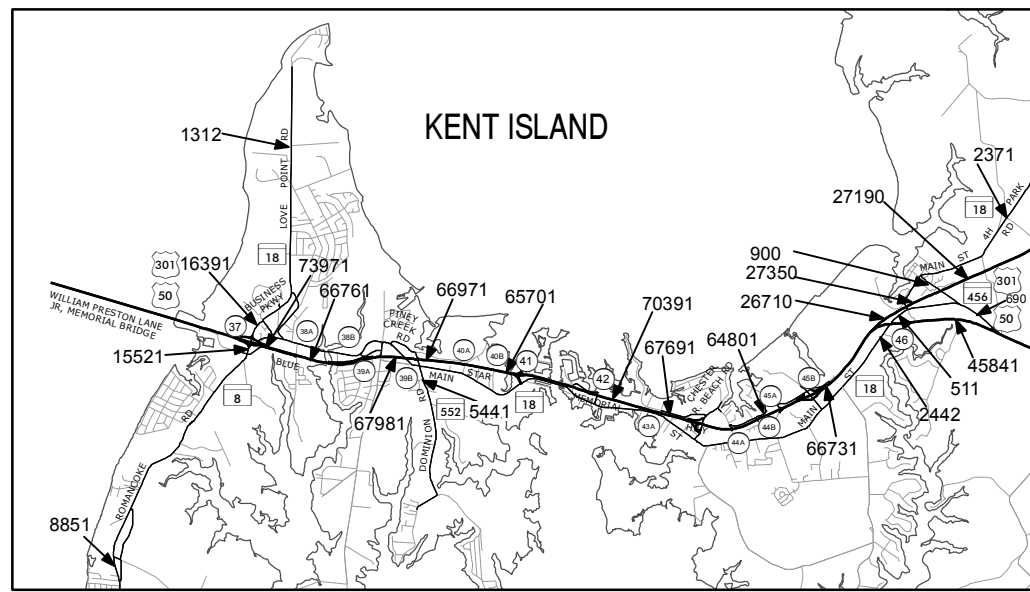 KENT ISLAND
1312
LOVE POINT RD
2371
27190
18
4H RD
PARK
900
MAIN ST
27350
301
456
690
50
26710
301
50
16391
18
73971
BUSINESS
PKWY
66761
66971
65701
PINEY
CREEK
RD
70391
67691
64801
CHESTER
R. BEACH RD
WILLIAM PRESTON LANE
JR, MEMORIAL BRIDGE
37
38A
38B
40A
40B
41
42
45A
45B
46
45841
511
2442
18
15521
BLUE
39A
39B
MAIN
STAR
MEMORIAL
HWY
ST
43A
44A
44B
MAIN ST
66731
8
RD
67981
5441
552
18
RD
DOMINION
ROMANCOKE
8851